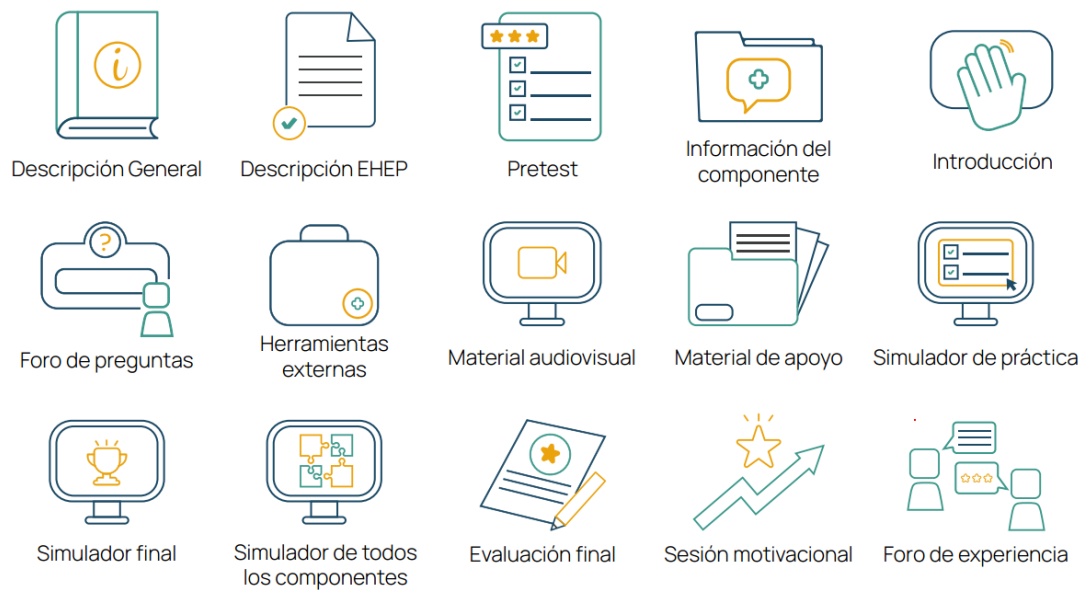 i
Descripción General
Descripción EHEP
Pretest
Información del
componente
Introducción
?
Foro de preguntas
Herramientas
externas
Material audiovisual
Material de apoyo
Simulador de práctica
Simulador final
Simulador de todos
los componentes
Evaluación final
Sesión motivacional
Foro de experiencia